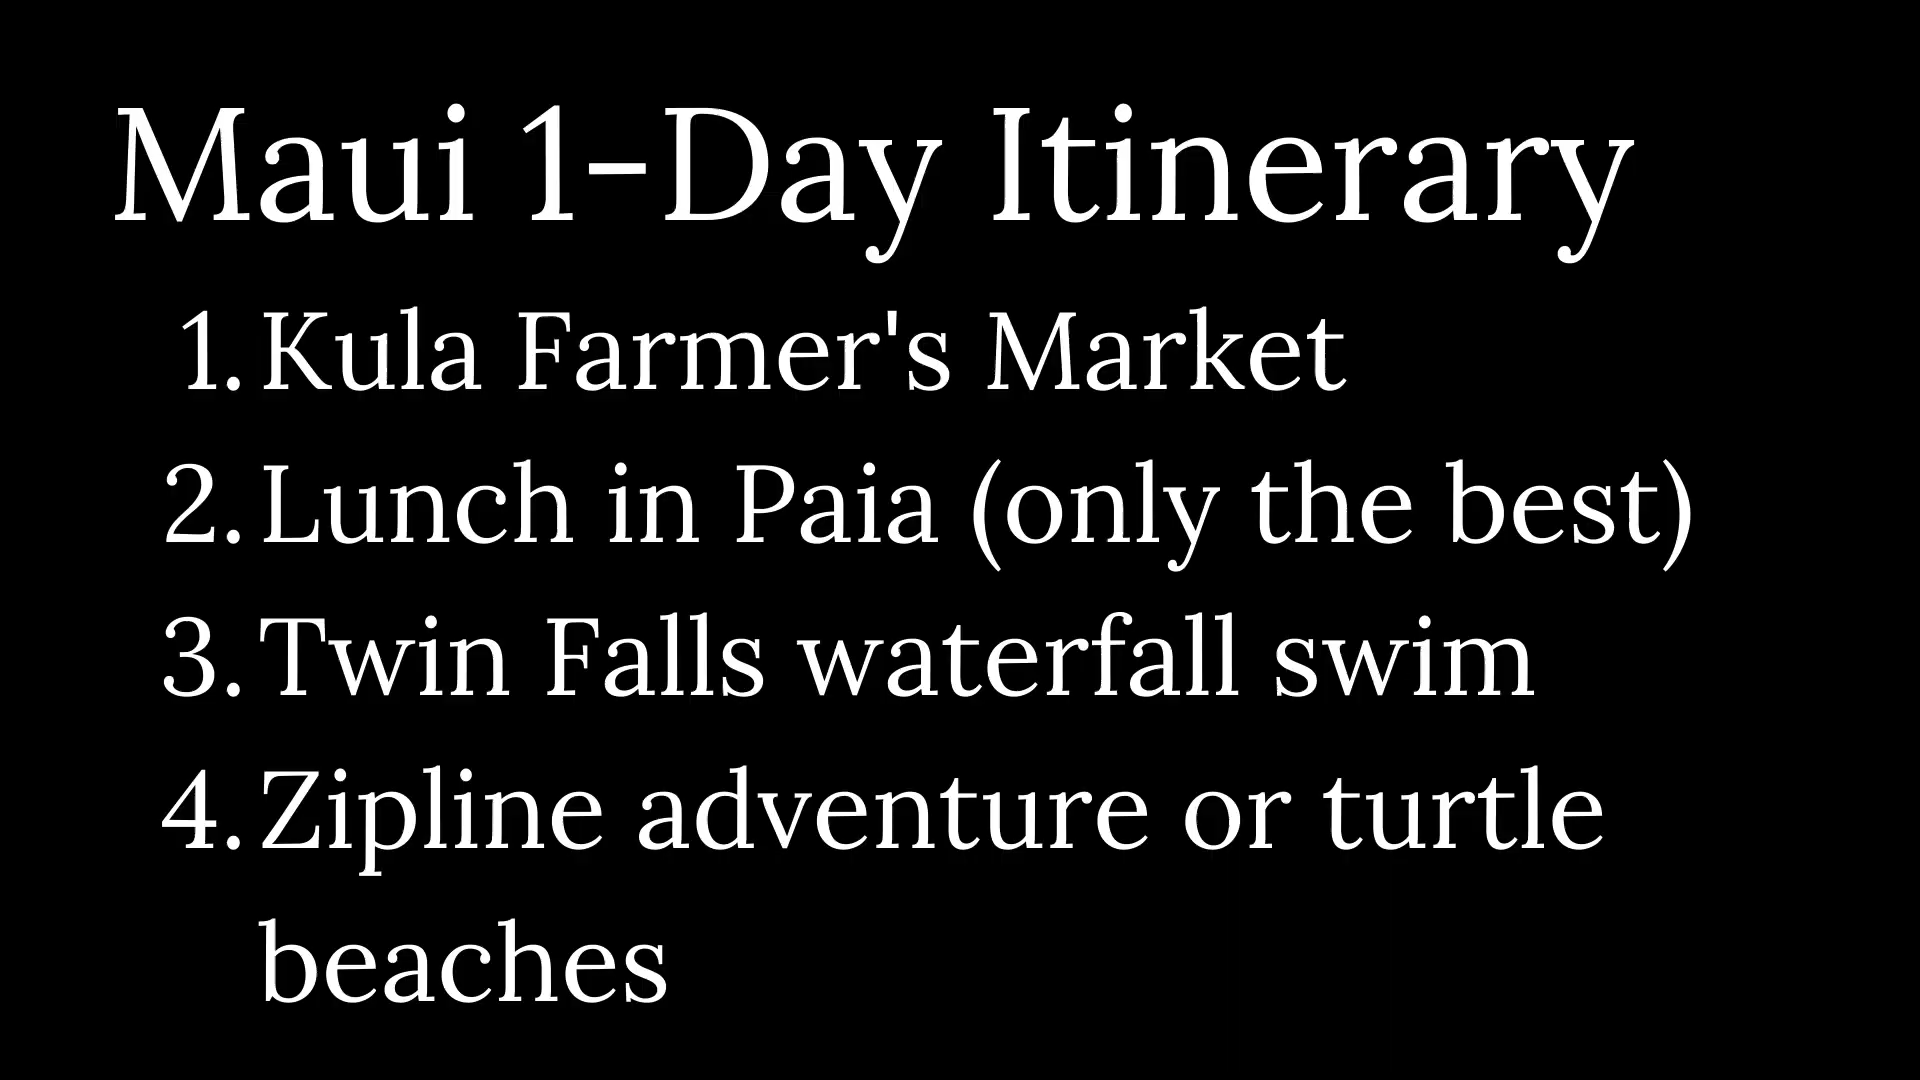 Maui 1-Day Itinerary
1. Kula Farmer's Market
2. Lunch in Paia (only the best)
3. Twin Falls waterfall swim
4. Zipline adventure or turtle
beaches